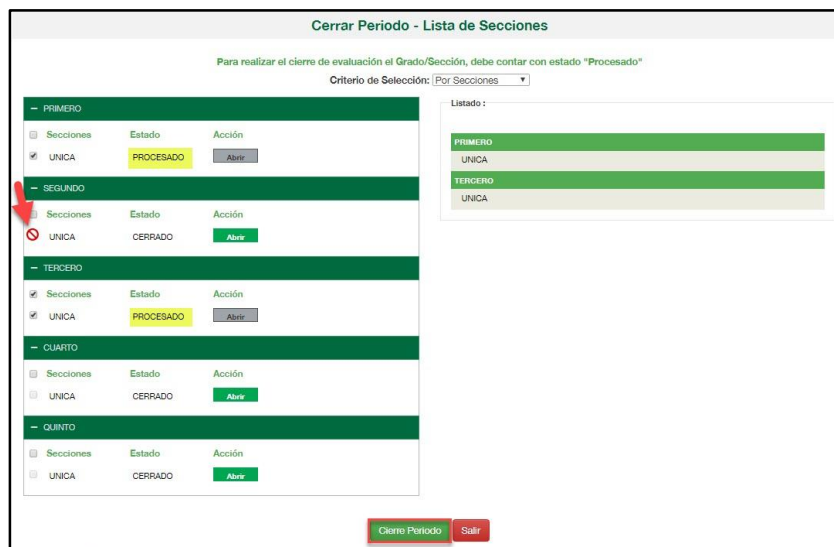 Cerrar Periodo - Lista de Secciones
Para realizar el cierre de evaluación el Grado/Sección, debe contar con estado "Procesado"
Criterio de Selección: Por Secciones
– PRIMERO
Secciones Estado Acción
UNICA PROCESADO Abrir
– SEGUNDO
Secciones Estado Acción
UNICA CERRADO Abrir
– TERCERO
Secciones Estado Acción
UNICA PROCESADO Abrir
– CUARTO
Secciones Estado Acción
UNICA CERRADO Abrir
– QUINTO
Secciones Estado Acción
UNICA CERRADO Abrir
Listado :
PRIMERO
UNICA
TERCERO
UNICA
Cierre Periodo Salir